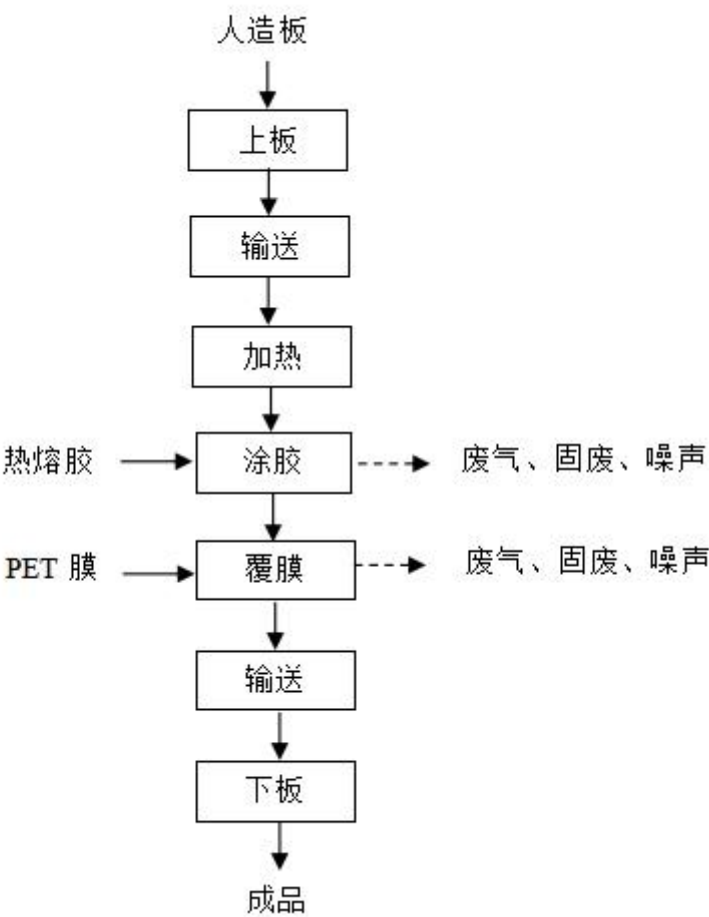 人造板
上板
输送
加热
热熔胶
涂胶
废气、固废、噪声
PET 膜
覆膜
废气、固废、噪声
输送
下板
成品